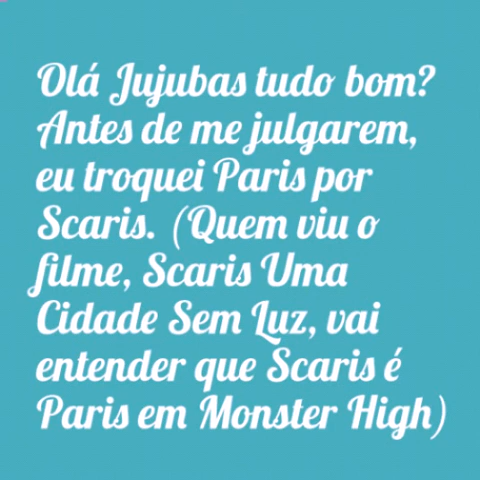 Olá Jujubas tudo bom?
Antes de me julgarem,
eu troquei Paris por
Scaris. (Quem viu o
filme, Scaris Uma
Cidade Sem Luz, vai
entender que Scaris é
Paris em Monster High)